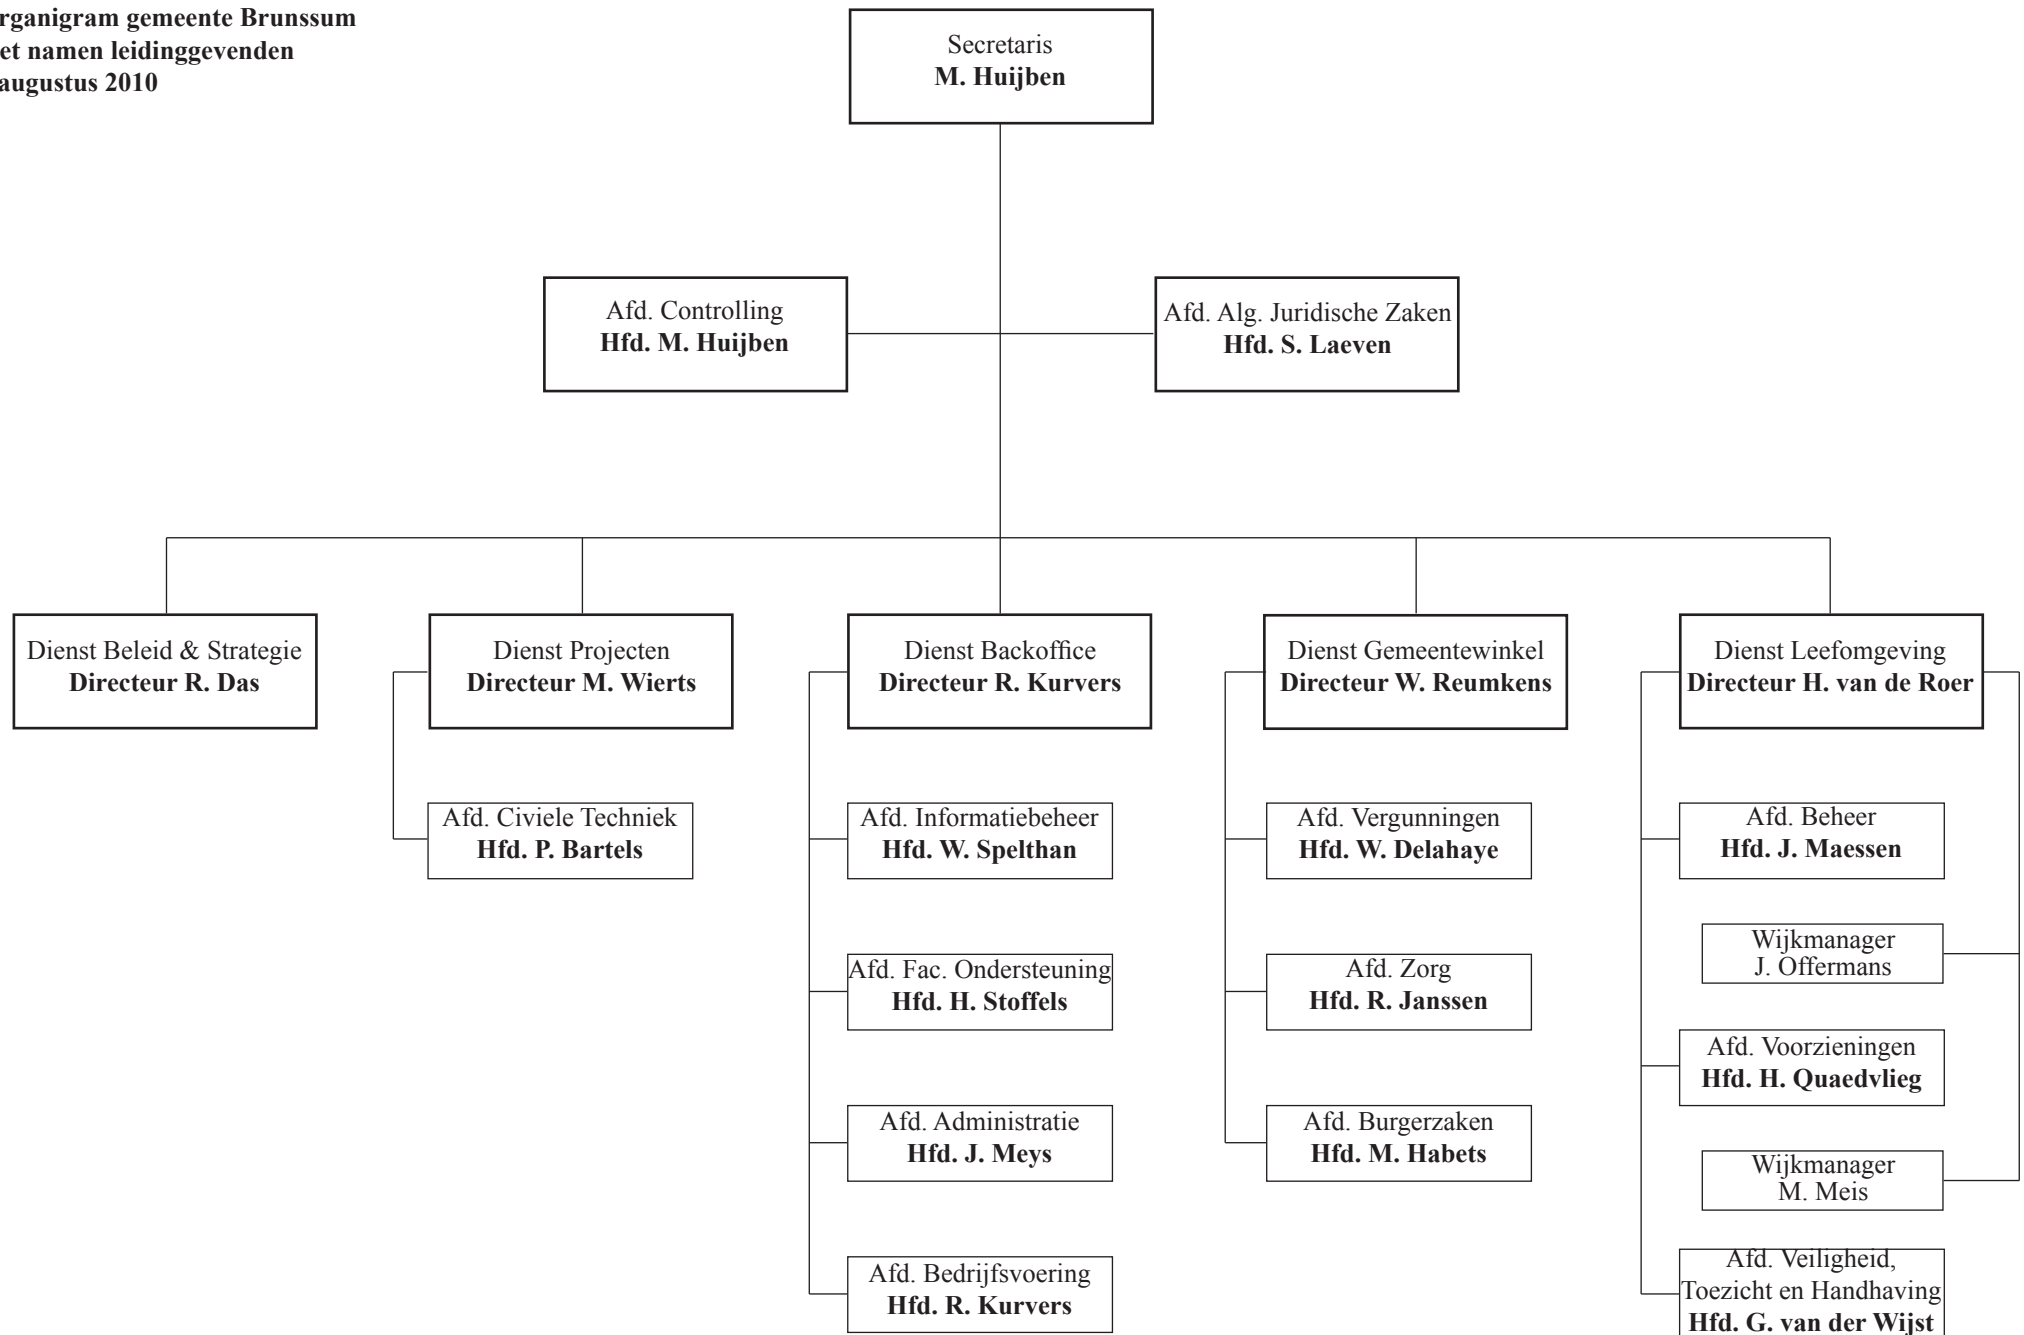 rganigram gemeente Brunssum
et namen leidinggevenden
augustus 2010
Secretaris
M. Huijben
Afd. Controlling
Hfd. M. Huijben
Afd. Alg. Juridische Zaken
Hfd. S. Laeven
Dienst Beleid & Strategie
Directeur R. Das
Dienst Projecten
Directeur M. Wierts
Afd. Civiele Techniek
Hfd. P. Bartels
Dienst Backoffice
Directeur R. Kurvers
Afd. Informatiebeheer
Hfd. W. Spelthan
Afd. Fac. Ondersteuning
Hfd. H. Stoffels
Afd. Administratie
Hfd. J. Meys
Afd. Bedrijfsvoering
Hfd. R. Kurvers
Dienst Gemeentewinkel
Directeur W. Reumkens
Afd. Vergunningen
Hfd. W. Delahaye
Afd. Zorg
Hfd. R. Janssen
Afd. Burgerzaken
Hfd. M. Habets
Dienst Leefomgeving
Directeur H. van de Roer
Afd. Beheer
Hfd. J. Maessen
Wijkmanager
J. Offermans
Afd. Voorzieningen
Hfd. H. Quaedvlieg
Wijkmanager
M. Meis
Afd. Veiligheid,
Toezicht en Handhaving
Hfd. G. van der Wijst